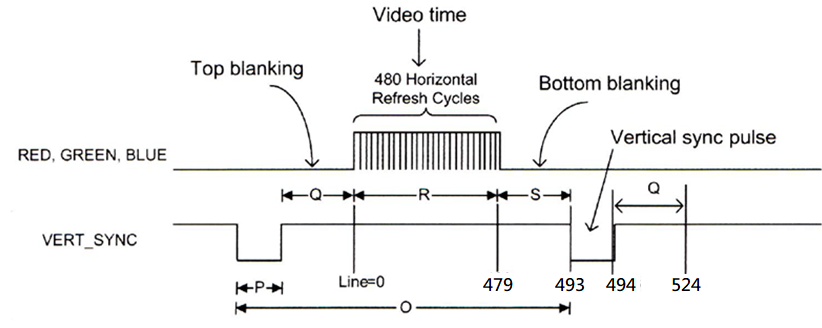 Video time
Top blanking
480 Horizontal
Refresh Cycles
Bottom blanking
Vertical sync pulse
RED, GREEN, BLUE
Q
R
S
Q
VERT_SYNC
P
Line=0
479
493
494
524
O